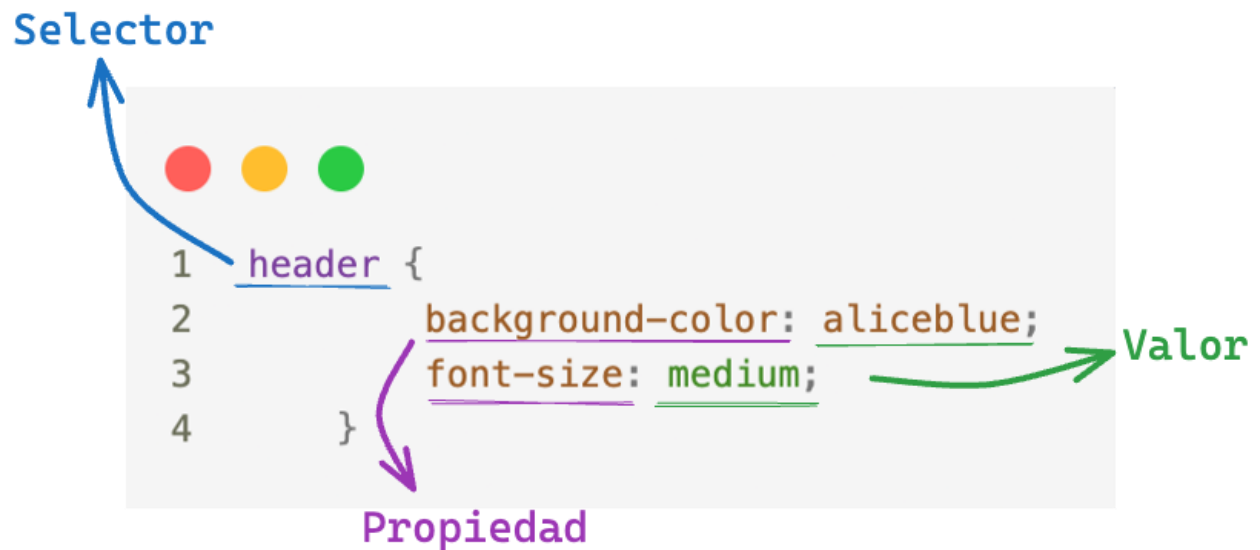 Selector
1 header {
2 background-color: aliceblue;
3 font-size: medium;
4 }
Valor
Propiedad